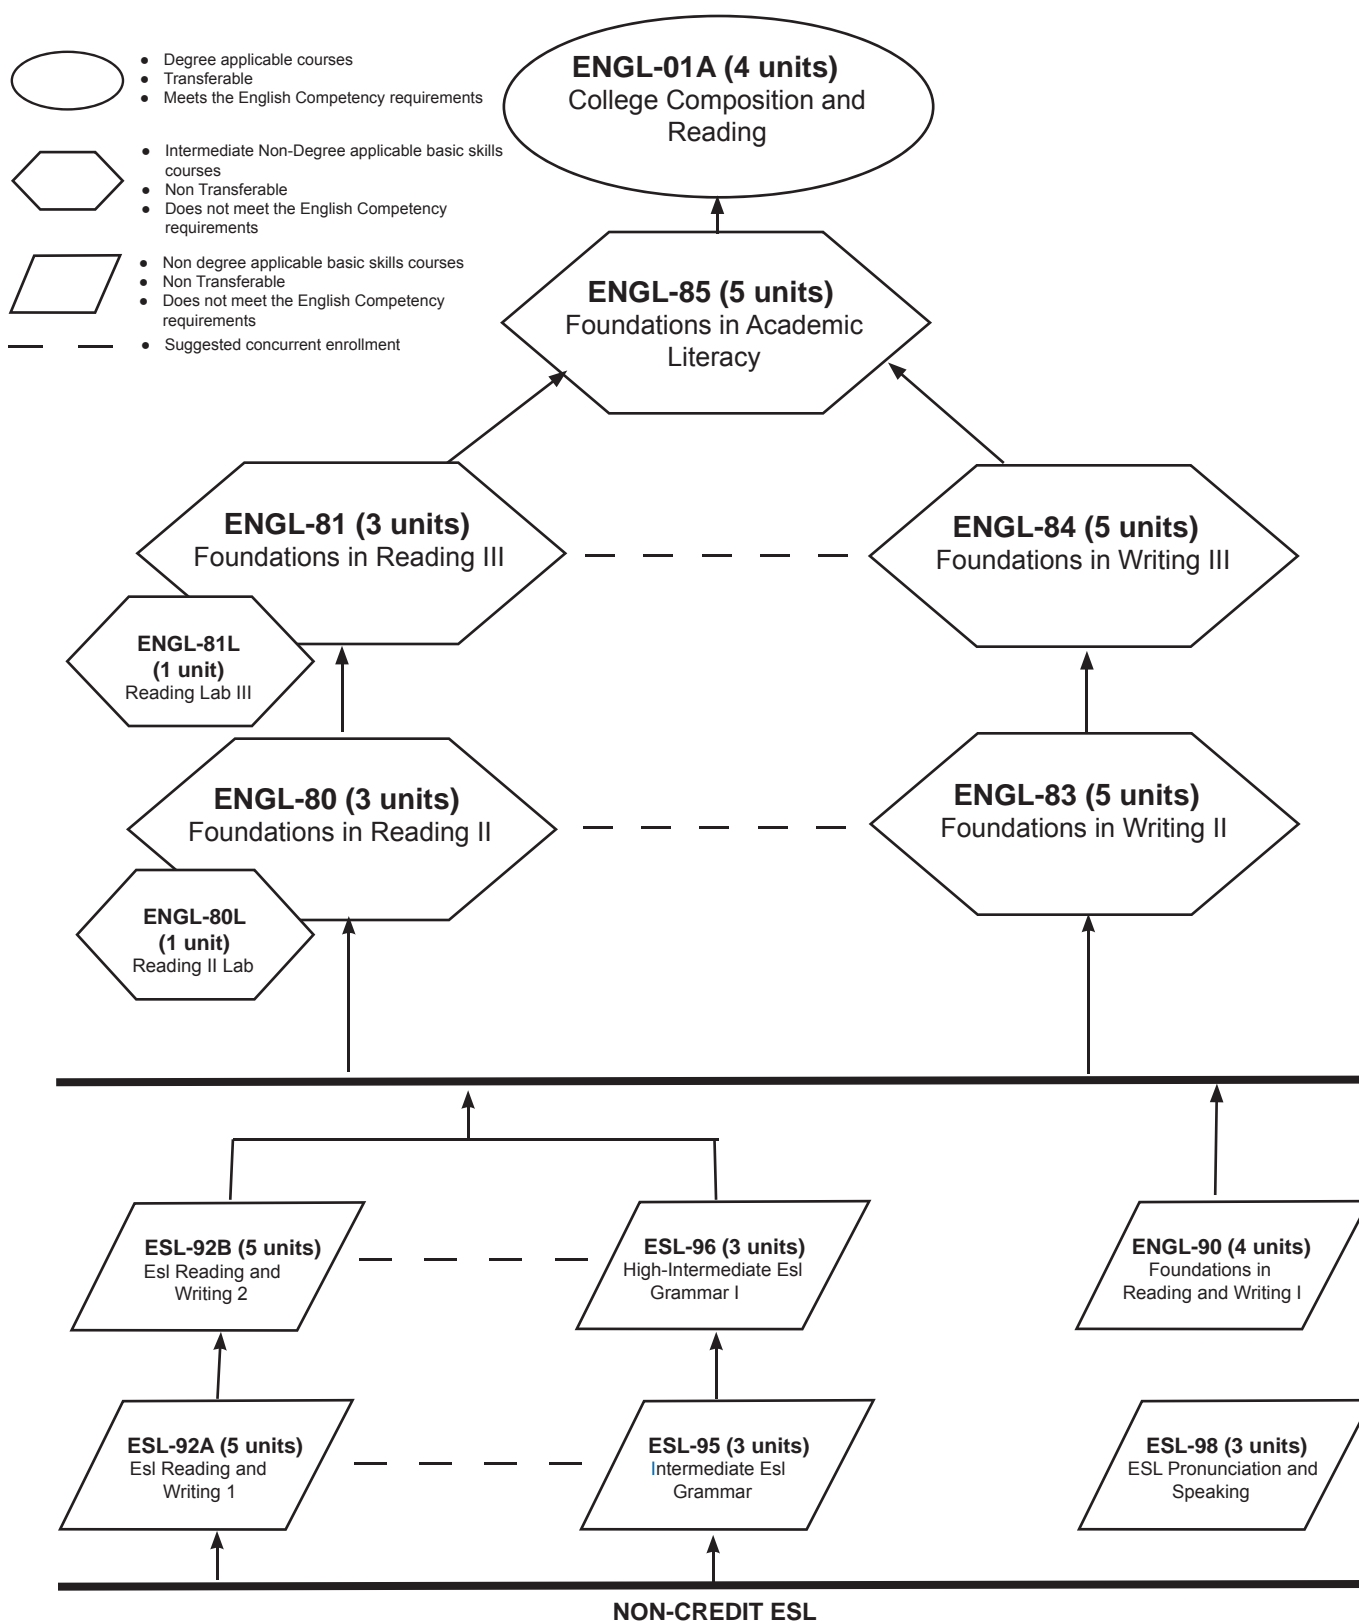 ● Degree applicable courses
● Transferable
● Meets the English Competency requirements
● Intermediate Non-Degree applicable basic skills
courses
● Non Transferable
● Does not meet the English Competency
requirements
● Non degree applicable basic skills courses
● Non Transferable
● Does not meet the English Competency
requirements
● Suggested concurrent enrollment
ENGL-01A (4 units)
College Composition and
Reading
ENGL-85 (5 units)
Foundations in Academic
Literacy
ENGL-81 (3 units)
Foundations in Reading III
ENGL-84 (5 units)
Foundations in Writing III
ENGL-81L
(1 unit)
Reading Lab III
ENGL-80 (3 units)
Foundations in Reading II
ENGL-83 (5 units)
Foundations in Writing II
ENGL-80L
(1 unit)
Reading II Lab
ESL-92B (5 units)
Esl Reading and
Writing 2
ESL-96 (3 units)
High-Intermediate Esl
Grammar I
ENGL-90 (4 units)
Foundations in
Reading and Writing I
ESL-92A (5 units)
Esl Reading and
Writing 1
ESL-95 (3 units)
Intermediate Esl
Grammar
ESL-98 (3 units)
ESL Pronunciation and
Speaking
NON-CREDIT ESL